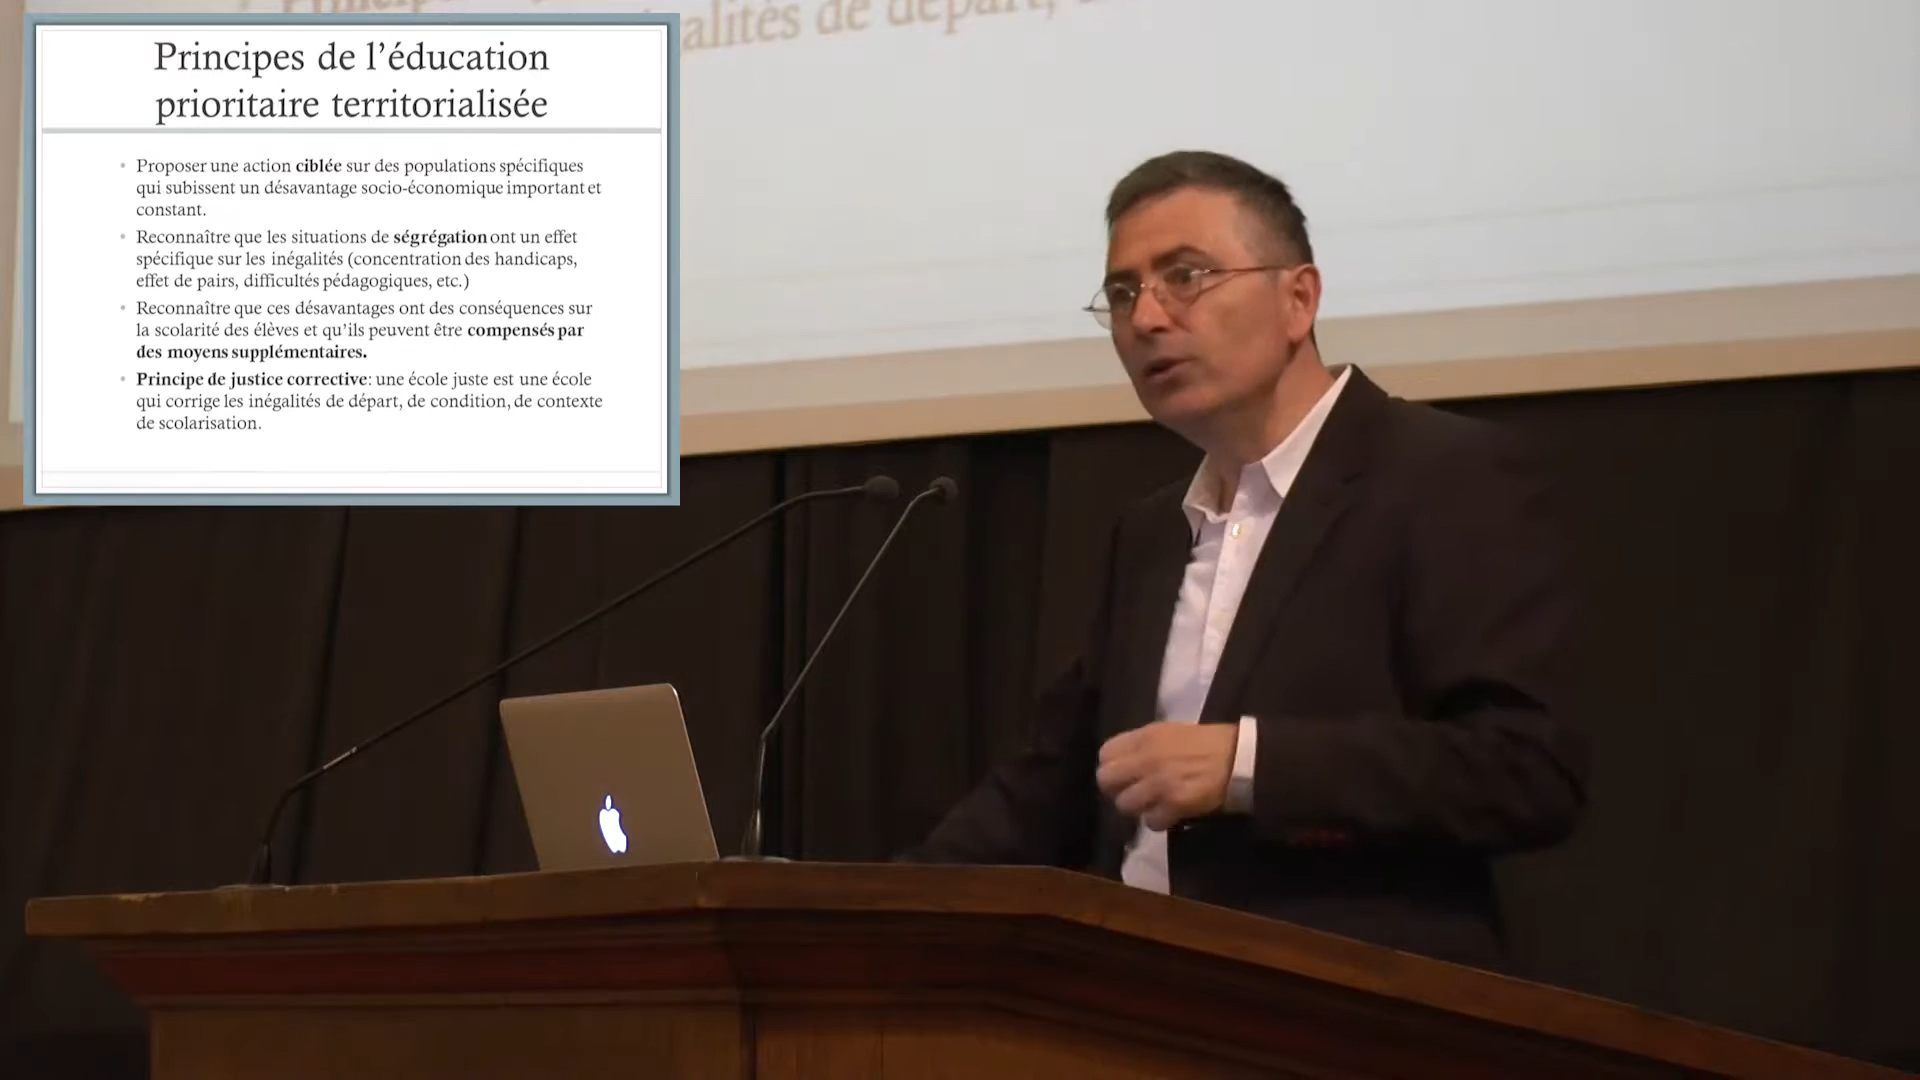 Principes de l'éducation
prioritaire territorialisée
• Proposer une action ciblée sur des populations spécifiques
qui subissent un désavantage socio-économique important et
constant.
• Reconnaître que les situations de ségrégation ont un effet
spécifique sur les inégalités (concentration des handicaps,
effet de pairs, difficultés pédagogiques, etc.)
• Reconnaître que ces désavantages ont des conséquences sur
la scolarité des élèves et qu'ils peuvent être compensés par
des moyens supplémentaires.
• Principe de justice corrective: une école juste est une école
qui corrige les inégalités de départ, de condition, de contexte
de scolarisation.
alités de départ,